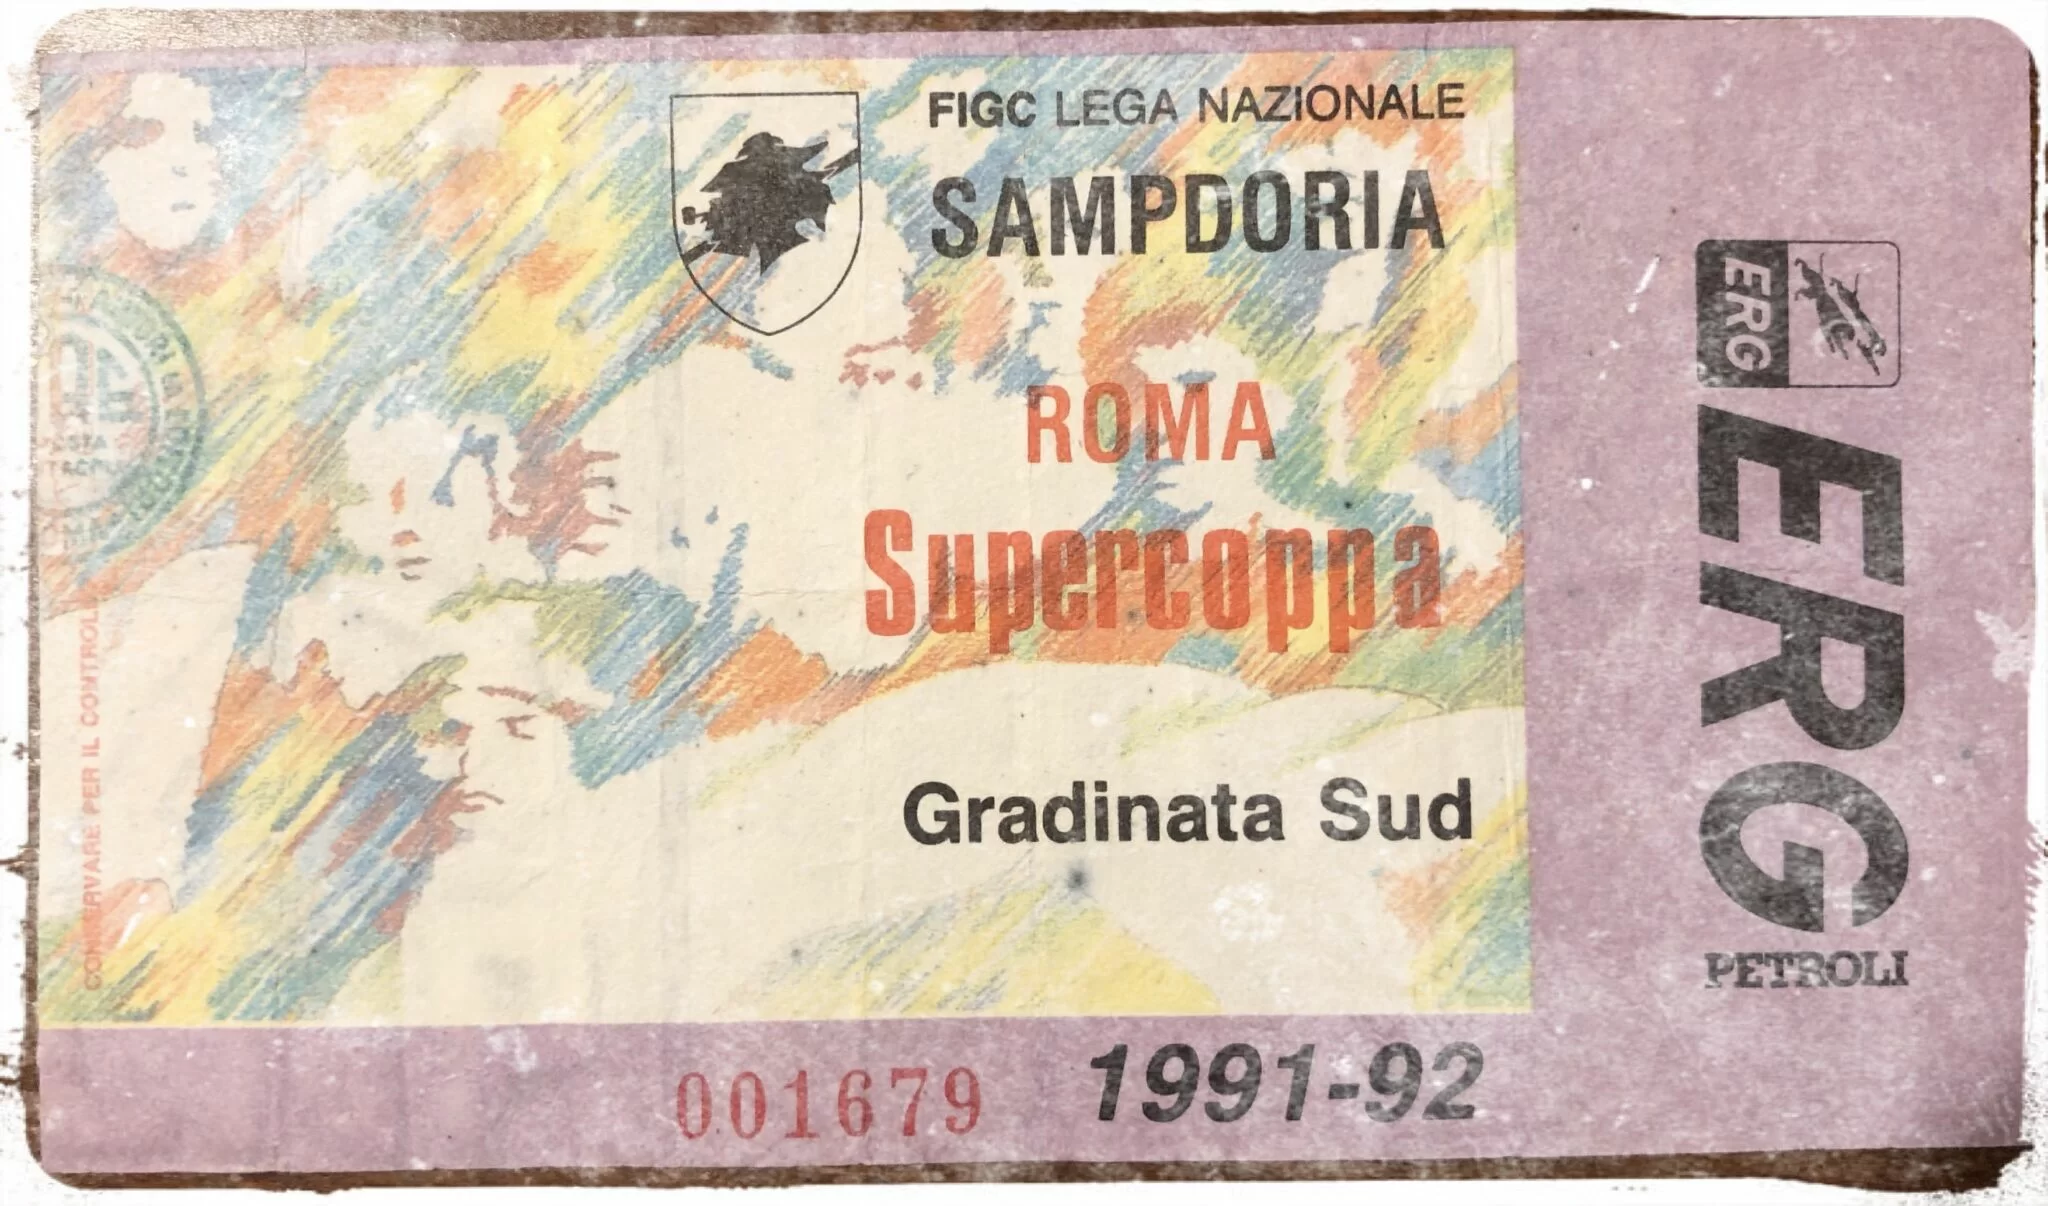 FIGC LEGA NAZIONALE
SAMPDORIA
ROMA
Supercoppa
Gradinata Sud
CONSERVARE PER IL CONTROLLO
001679
1991-92
ERG
ERG
PETROLI